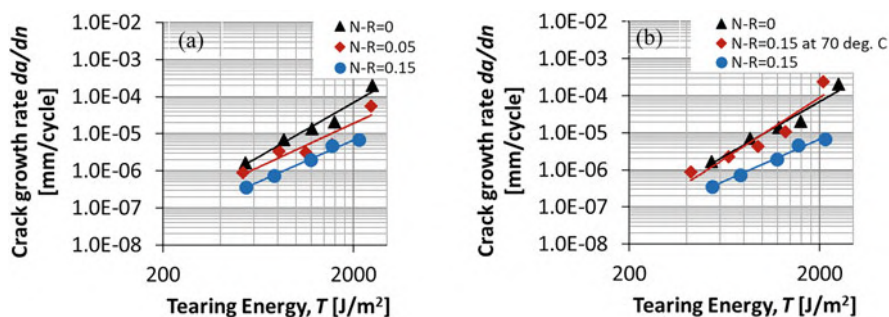 (a)
N-R=0
N-R=0.05
N-R=0.15
Crack growth rate da/dn
[mm/cycle]
1.0E-02
1.0E-03
1.0E-04
1.0E-05
1.0E-06
1.0E-07
1.0E-08
200
2000
Tearing Energy, T [J/m²]
(b)
N-R=0
N-R=0.15 at 70 deg. C
N-R=0.15
Crack growth rate da/dn
[mm/cycle]
1.0E-02
1.0E-03
1.0E-04
1.0E-05
1.0E-06
1.0E-07
1.0E-08
200
2000
Tearing Energy, T [J/m²]